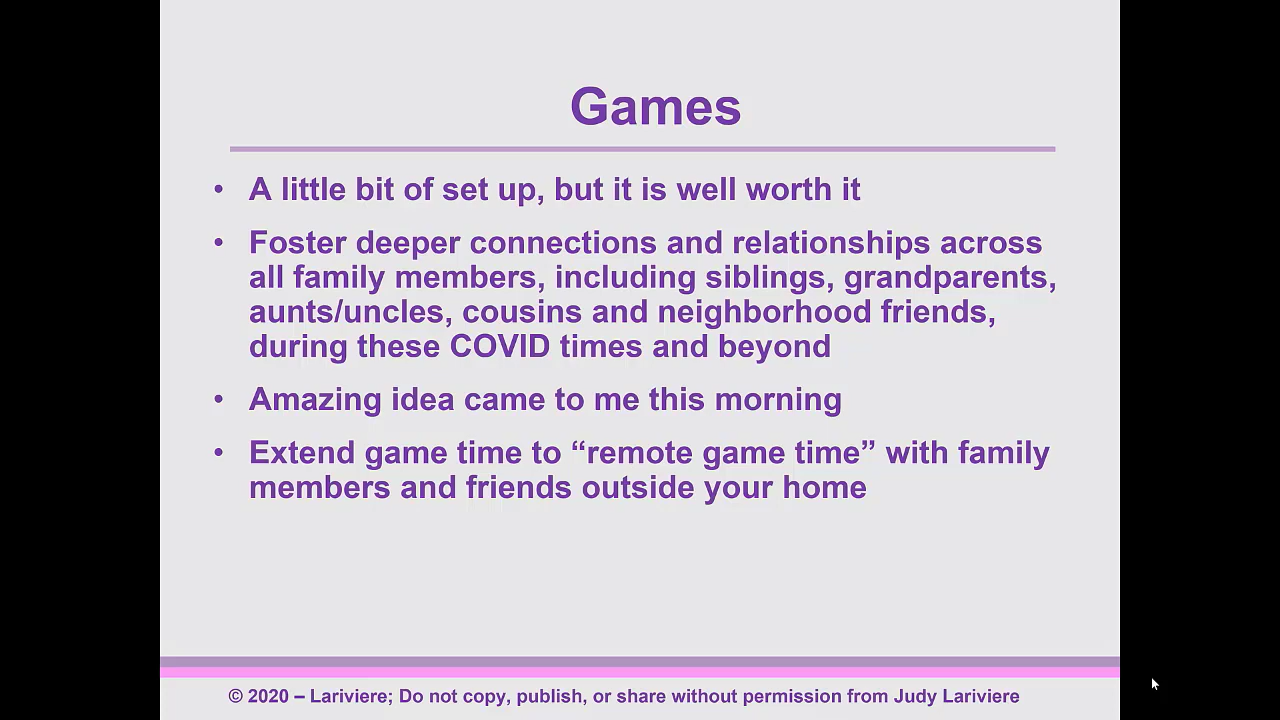 Games
• A little bit of set up, but it is well worth it
• Foster deeper connections and relationships across
all family members, including siblings, grandparents,
aunts/uncles, cousins and neighborhood friends,
during these COVID times and beyond
• Amazing idea came to me this morning
• Extend game time to “remote game time” with family
members and friends outside your home
© 2020 – Lariviere; Do not copy, publish, or share without permission from Judy Lariviere